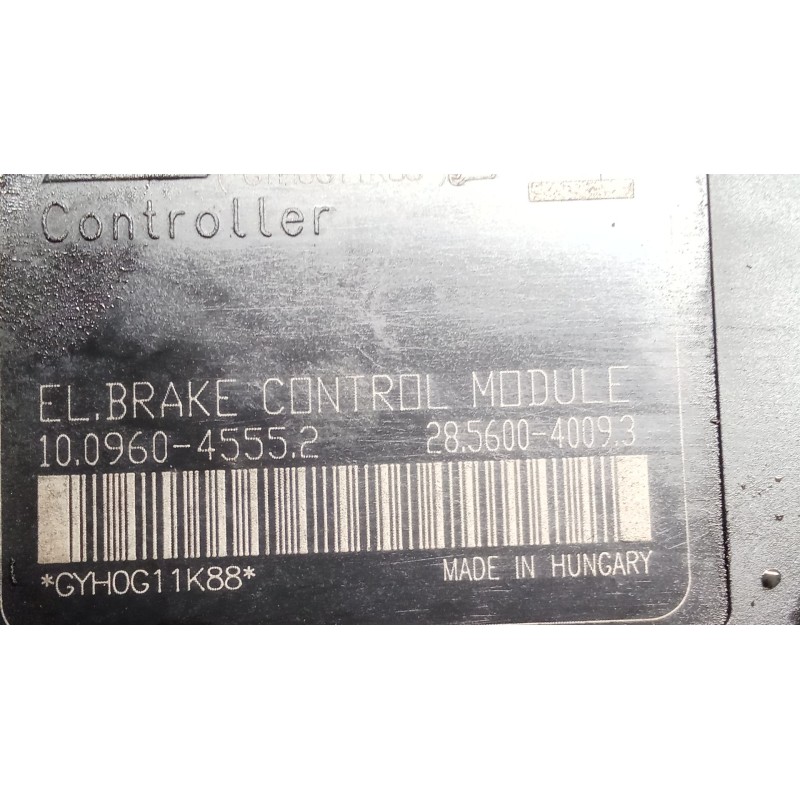 Controller
EL.BRAKE CONTROL MODULE
10.0960-4555.2 28.5600-4009.3
*GYH0G11K88* MADE IN HUNGARY